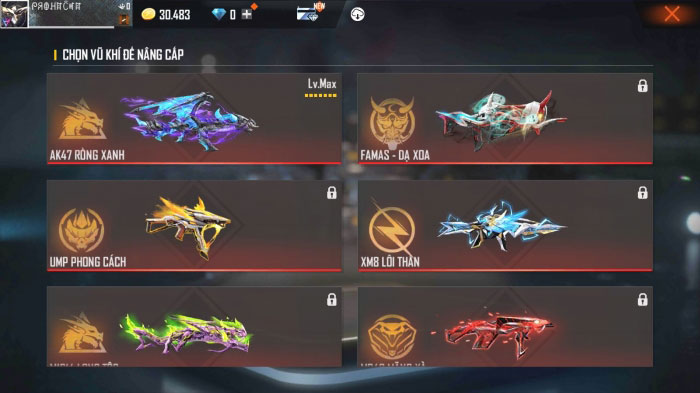 30.483
0
NEW
CHỌN VŨ KHÍ ĐỂ NÂNG CẤP
Lv.Max
AK47 RỒNG XANH
FAMAS - DẠ XOA
UMP PHONG CÁCH
XM8 LÔI THẦN